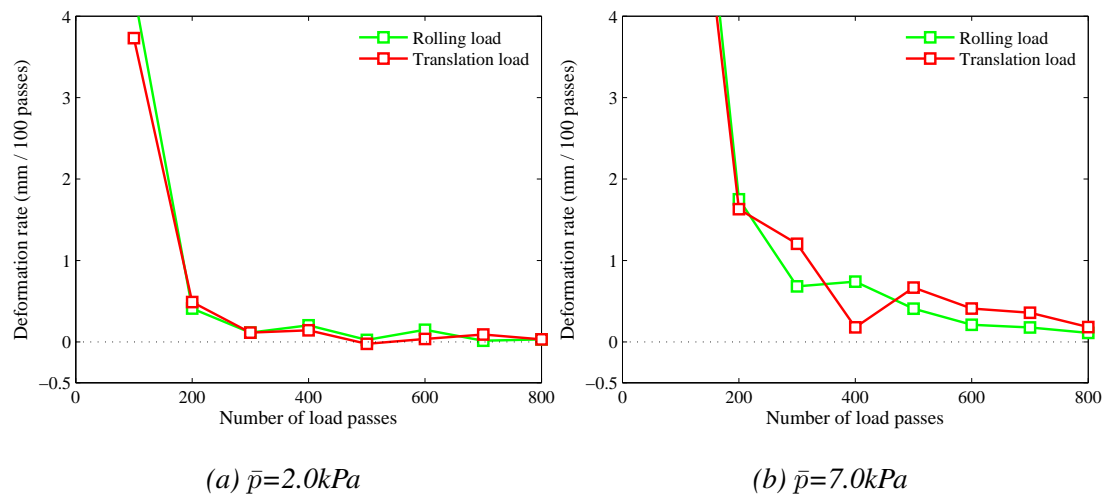 4
3
2
1
0
−0.5
0
200
400
600
800
Deformation rate (mm / 100 passes)
Number of load passes
Rolling load
Translation load
(a) p̄=2.0kPa
4
3
2
1
0
−0.5
0
200
400
600
800
Deformation rate (mm / 100 passes)
Number of load passes
Rolling load
Translation load
(b) p̄=7.0kPa